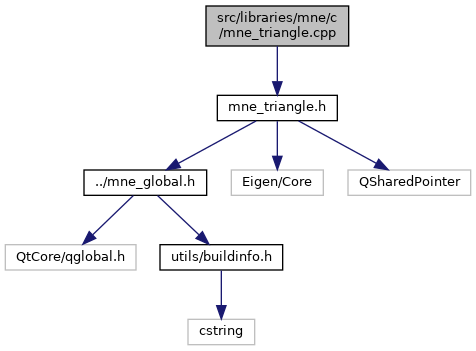 src/libraries/mne/c
/mne_triangle.cpp
mne_triangle.h
../mne_global.h
Eigen/Core
QSharedPointer
QtCore/qglobal.h
utils/buildinfo.h
cstring